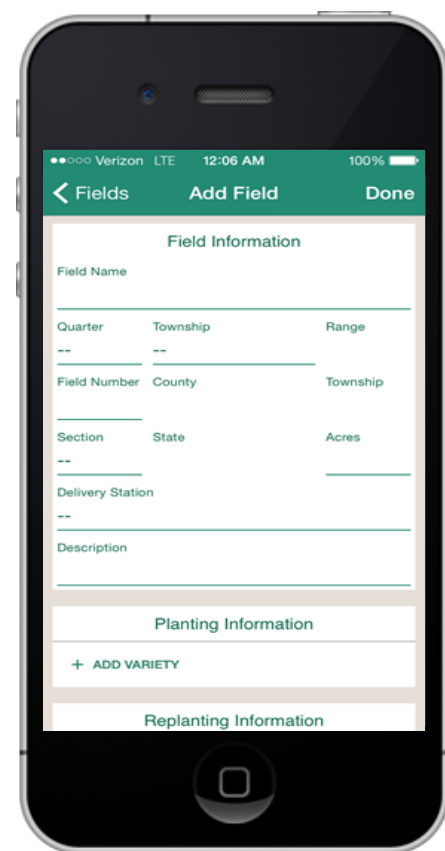 Verizon LTE 12:06 AM 100%
Fields Add Field Done
Field Information
Field Name
Quarter Township Range
-- --
Field Number County Township
Section State Acres
--
Delivery Station
--
Description
Planting Information
+ ADD VARIETY
Replanting Information